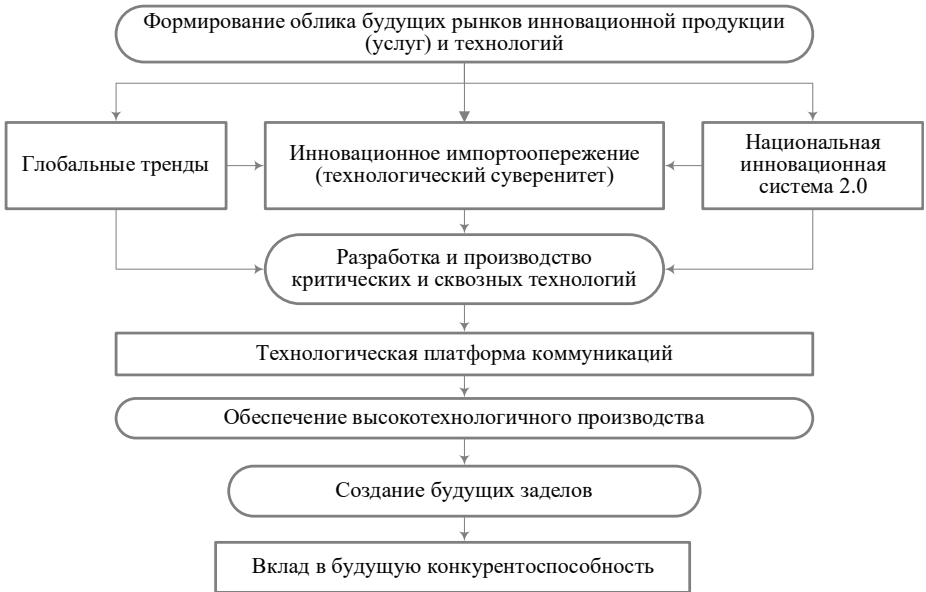 Формирование облика будущих рынков инновационной продукции
(услуг) и технологий
Глобальные тренды
Инновационное импортоопережение
(технологический суверенитет)
Национальная
инновационная
система 2.0
Разработка и производство
критических и сквозных технологий
Технологическая платформа коммуникаций
Обеспечение высокотехнологичного производства
Создание будущих заделов
Вклад в будущую конкурентоспособность